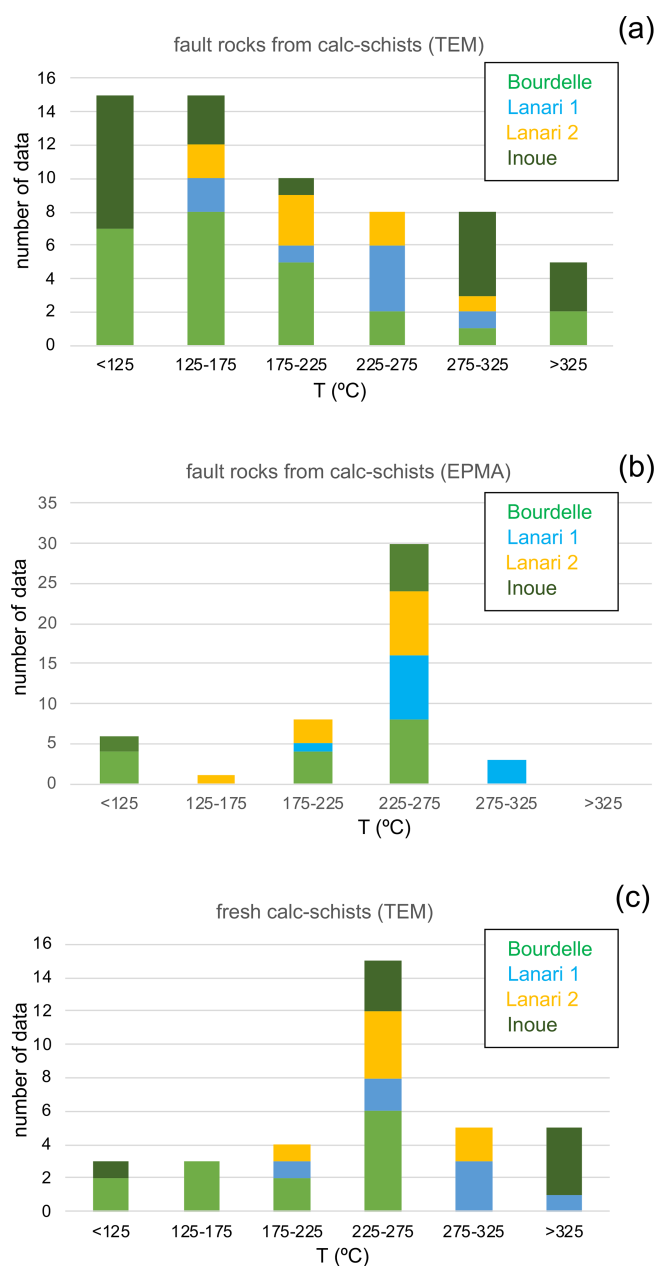 (a)
fault rocks from calc-schists (TEM)
Bourdelle
Lanari 1
Lanari 2
Inoue
number of data
16
14
12
10
8
6
4
2
0
<125 125-175 175-225 225-275 275-325 >325
T (ºC)
(b)
fault rocks from calc-schists (EPMA)
Bourdelle
Lanari 1
Lanari 2
Inoue
number of data
35
30
25
20
15
10
5
0
<125 125-175 175-225 225-275 275-325 >325
T (ºC)
(c)
fresh calc-schists (TEM)
Bourdelle
Lanari 1
Lanari 2
Inoue
number of data
16
14
12
10
8
6
4
2
0
<125 125-175 175-225 225-275 275-325 >325
T (ºC)